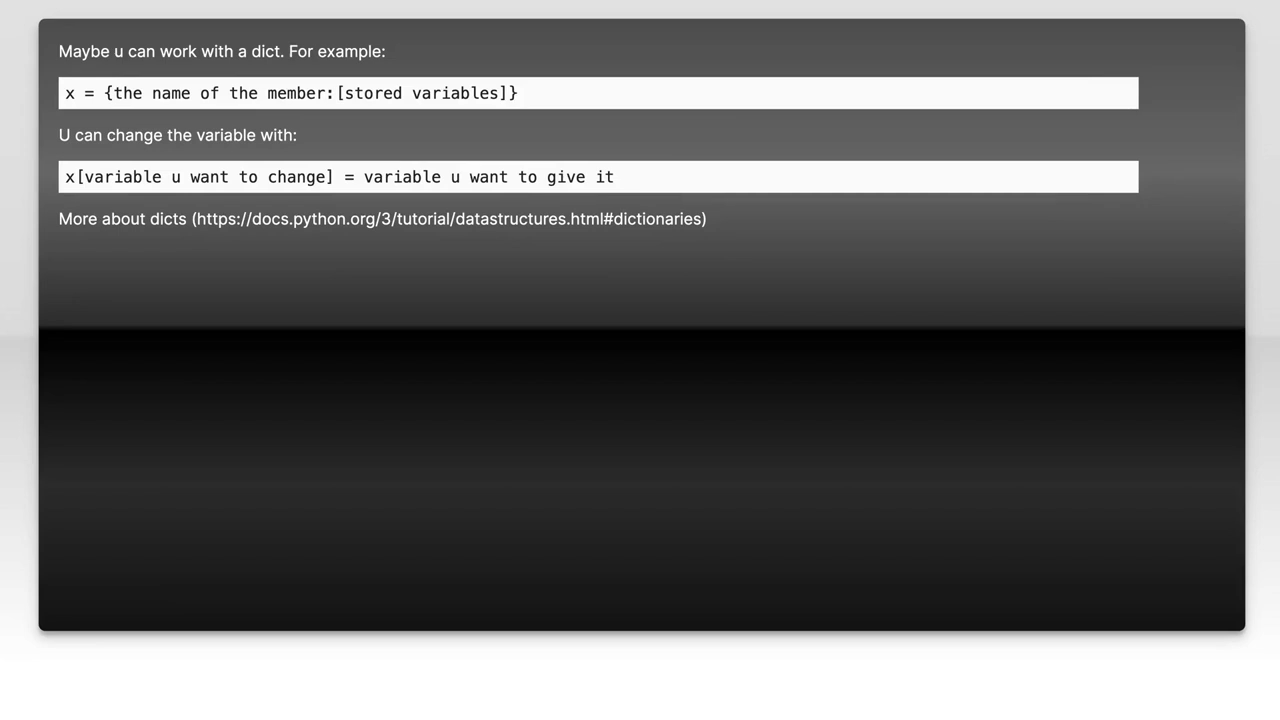 Maybe u can work with a dict. For example:
x = {the name of the member:[stored variables]}
U can change the variable with:
x[variable u want to change] = variable u want to give it
More about dicts (https://docs.python.org/3/tutorial/datastructures.html#dictionaries)